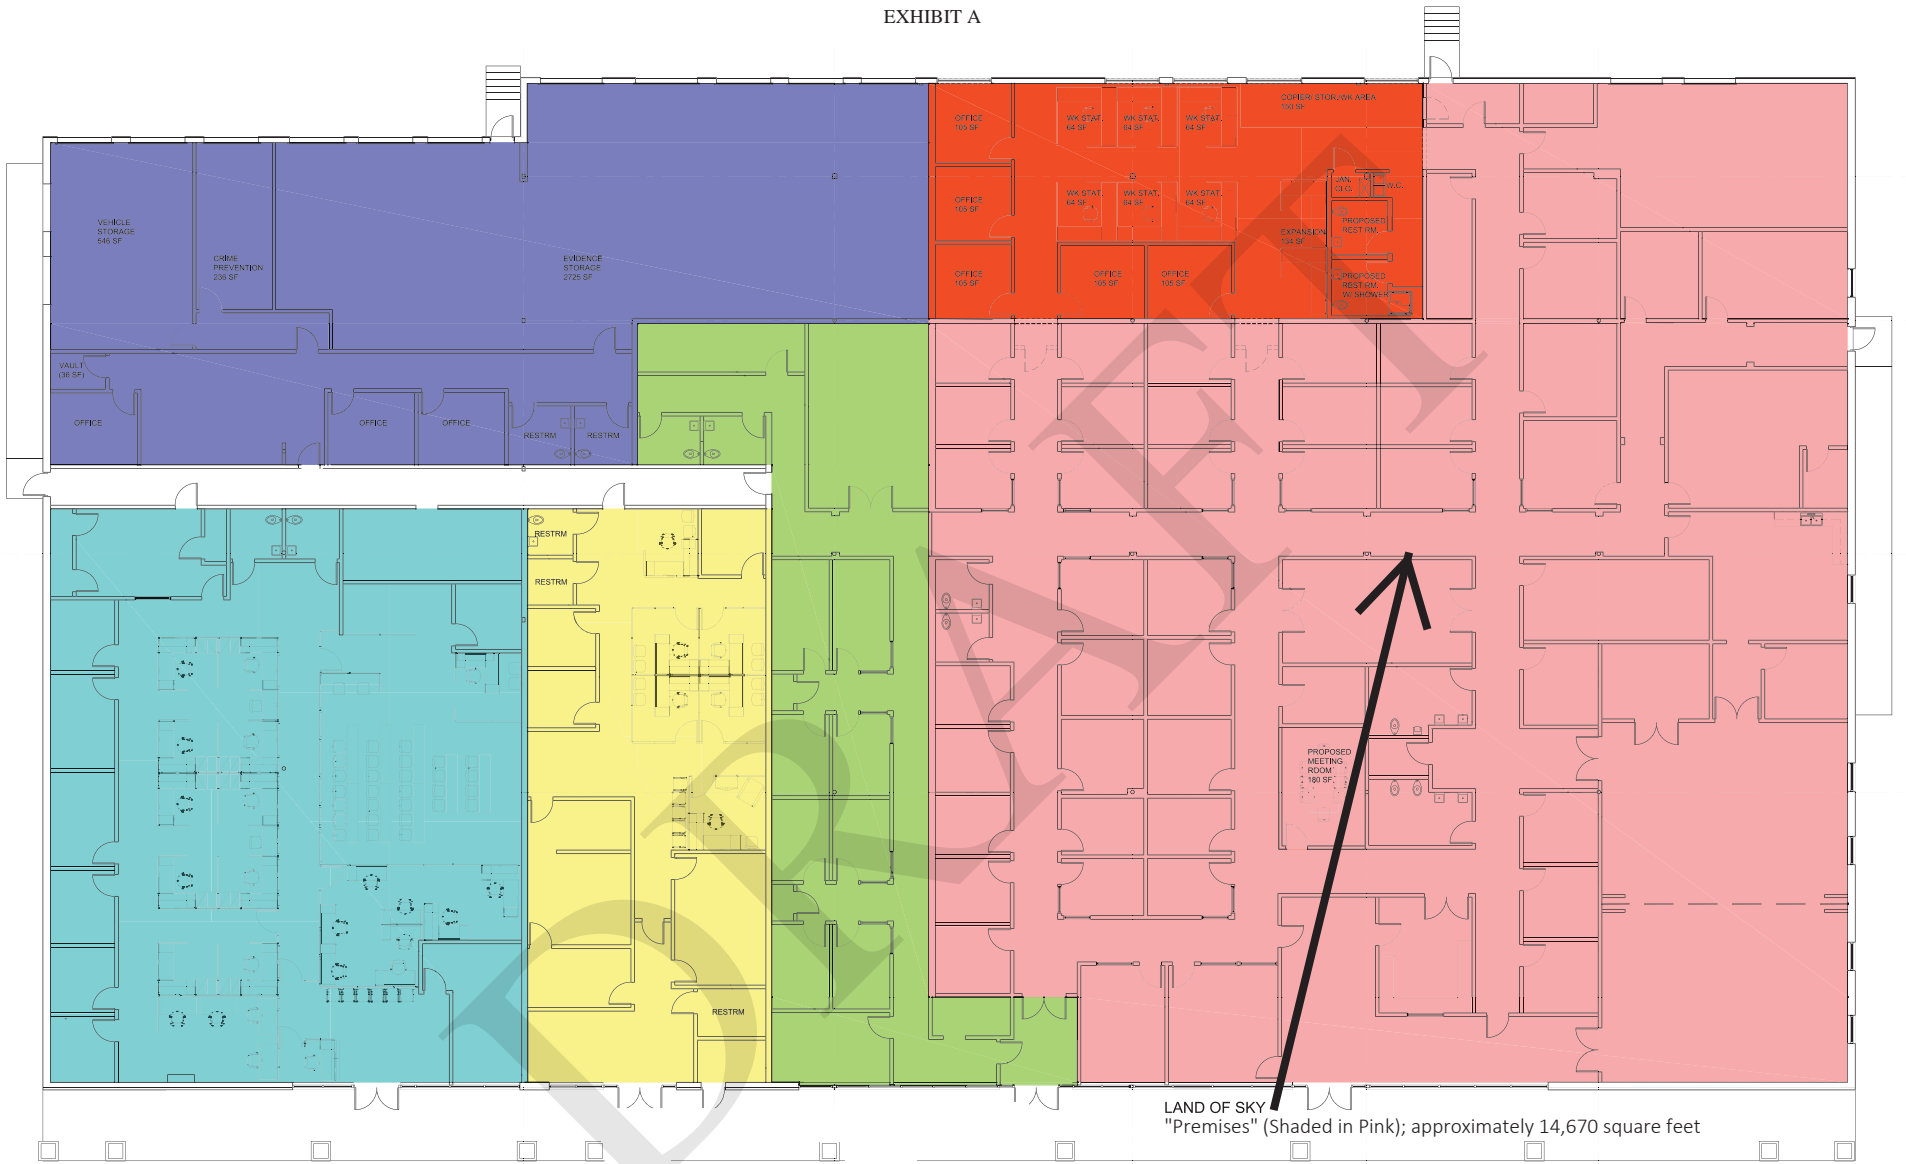 EXHIBIT A
OFFICE
105 SF
WK STAT.
64 SF
WK STAT.
64 SF
WK STAT.
64 SF
COPIER/ STOR./WK AREA
150 SF
OFFICE
105 SF
WK STAT.
64 SF
WK STAT.
64 SF
WK STAT.
64 SF
JAN.
CLO.
W.C.
PROPOSED
REST RM.
EXPANSION
134 SF
OFFICE
105 SF
OFFICE
105 SF
OFFICE
105 SF
PROPOSED
REST RM.
W/ SHOWER
VEHICLE
STORAGE
546 SF
CRIME
PREVENTION
236 SF
EVIDENCE
STORAGE
2725 SF
VAULT
(36 SF)
OFFICE
OFFICE
OFFICE
RESTRM
RESTRM
RESTRM
RESTRM
RESTRM
PROPOSED
MEETING
ROOM
180 SF
DRAFT
LAND OF SKY
"Premises" (Shaded in Pink); approximately 14,670 square feet